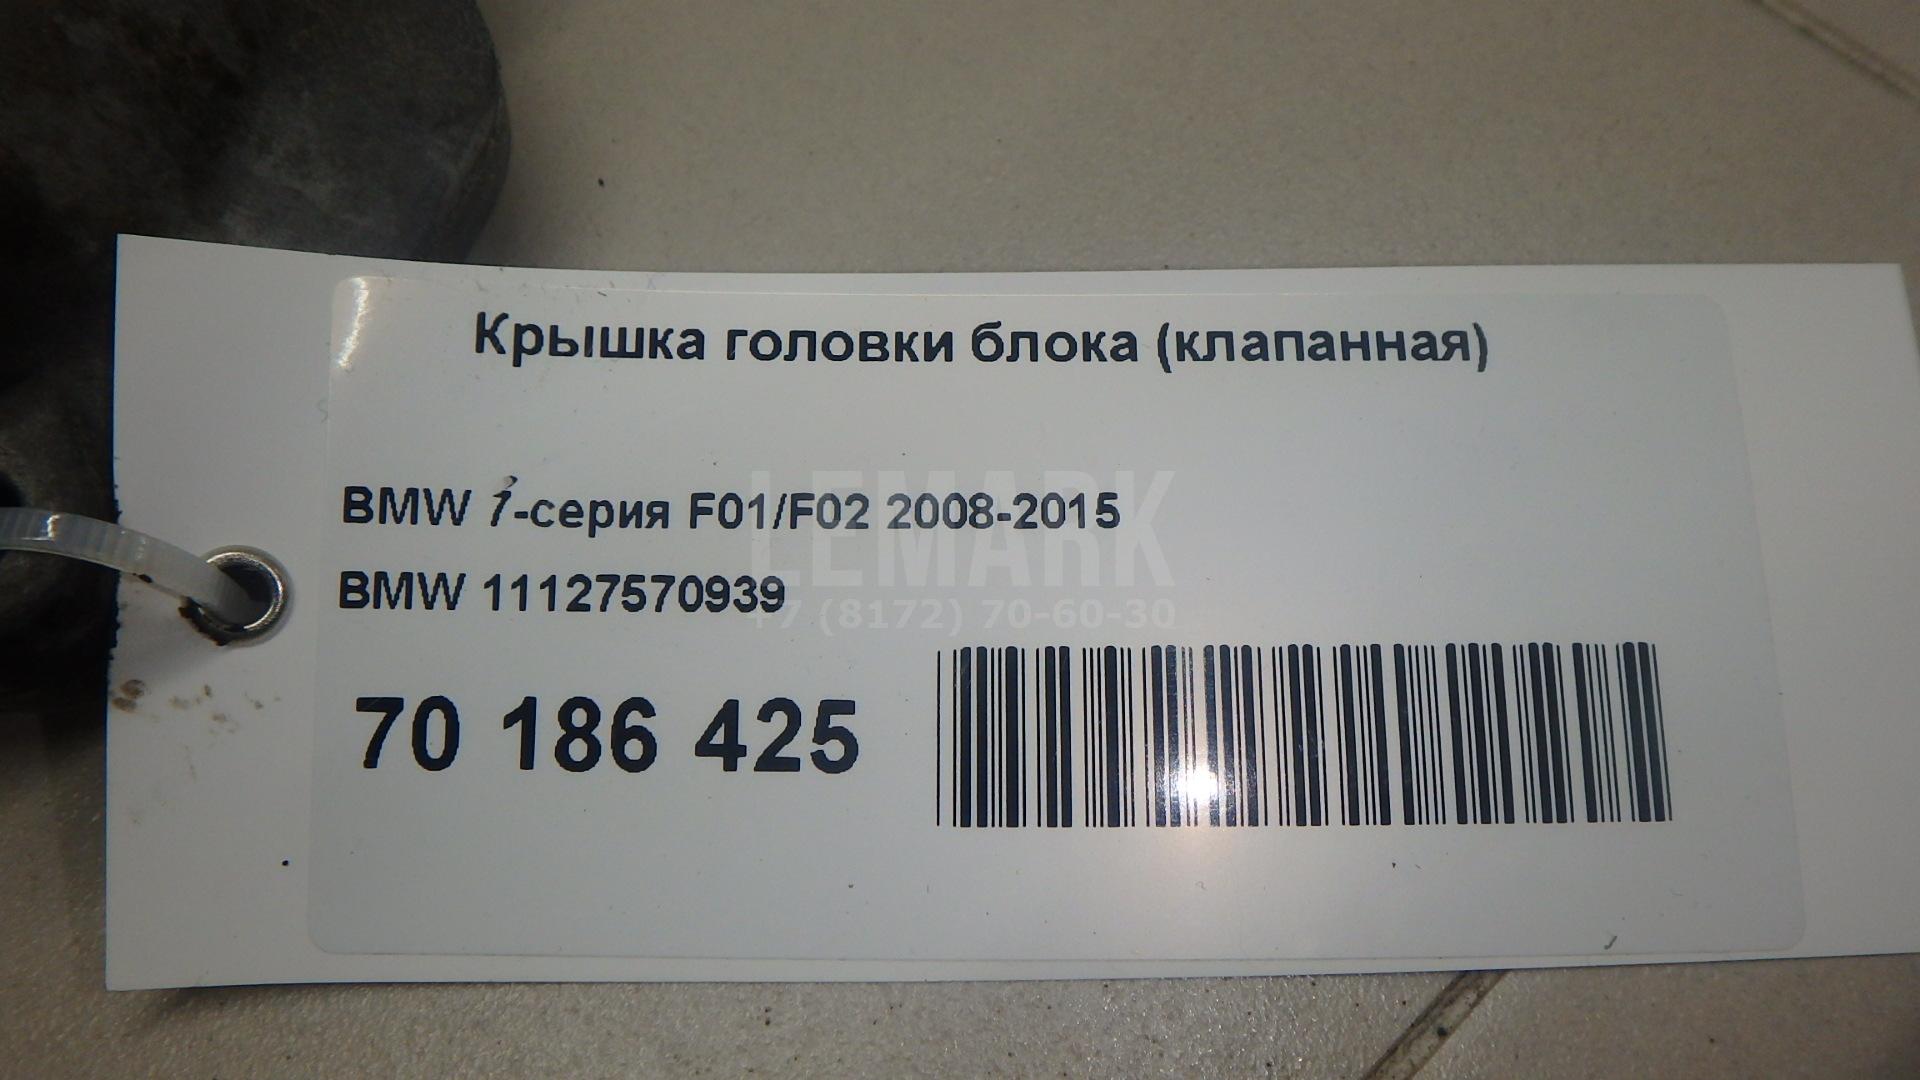 Крышка головки блока (клапанная)
BMW 7-серия F01/F02 2008-2015
LEMARK
BMW 11127570939
+7 (8172) 70-60-30
70 186 425